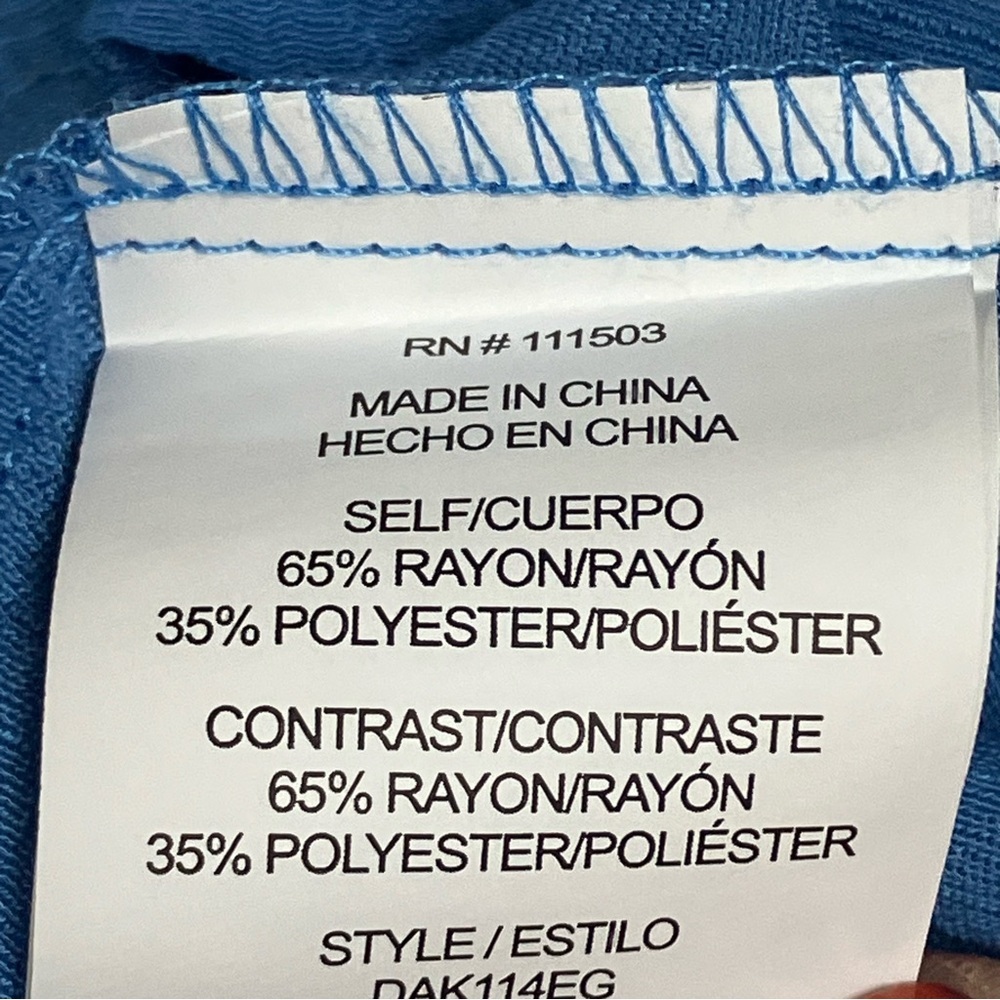 RN # 111503
MADE IN CHINA
HECHO EN CHINA
SELF/CUERPO
65% RAYON/RAYÓN
35% POLYESTER/POLIÉSTER
CONTRAST/CONTRASTE
65% RAYON/RAYÓN
35% POLYESTER/POLIÉSTER
STYLE / ESTILO
DAK114EG